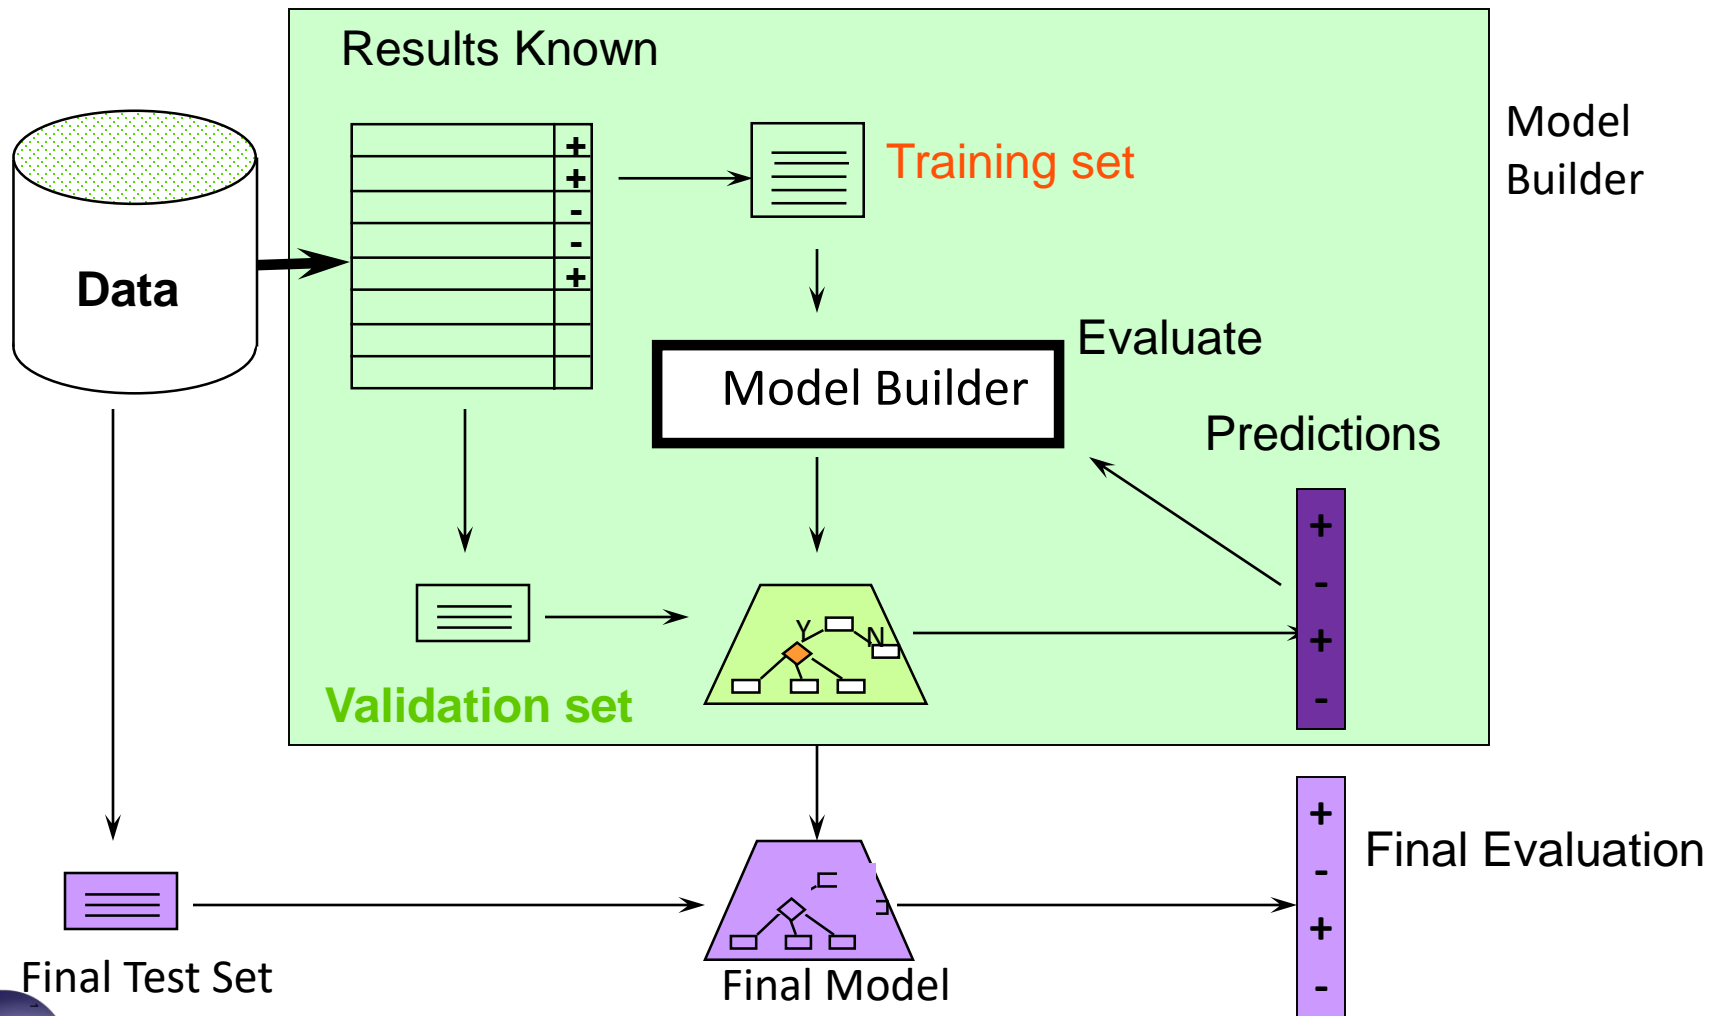 Results Known
Model
Builder
+
+
-
-
+
Training set
Data
Evaluate
Model Builder
Predictions
+
-
+
-
Y
N
Validation set
+
-
+
-
Final Evaluation
Final Test Set
Final Model